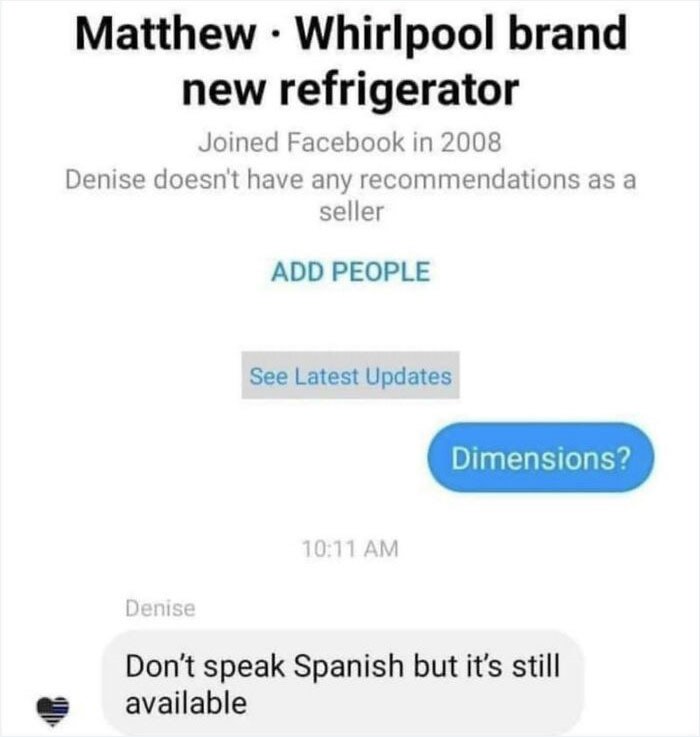 Matthew · Whirlpool brand
new refrigerator
Joined Facebook in 2008
Denise doesn't have any recommendations as a
seller
ADD PEOPLE
See Latest Updates
Dimensions?
10:11 AM
Denise
Don’t speak Spanish but it’s still
available